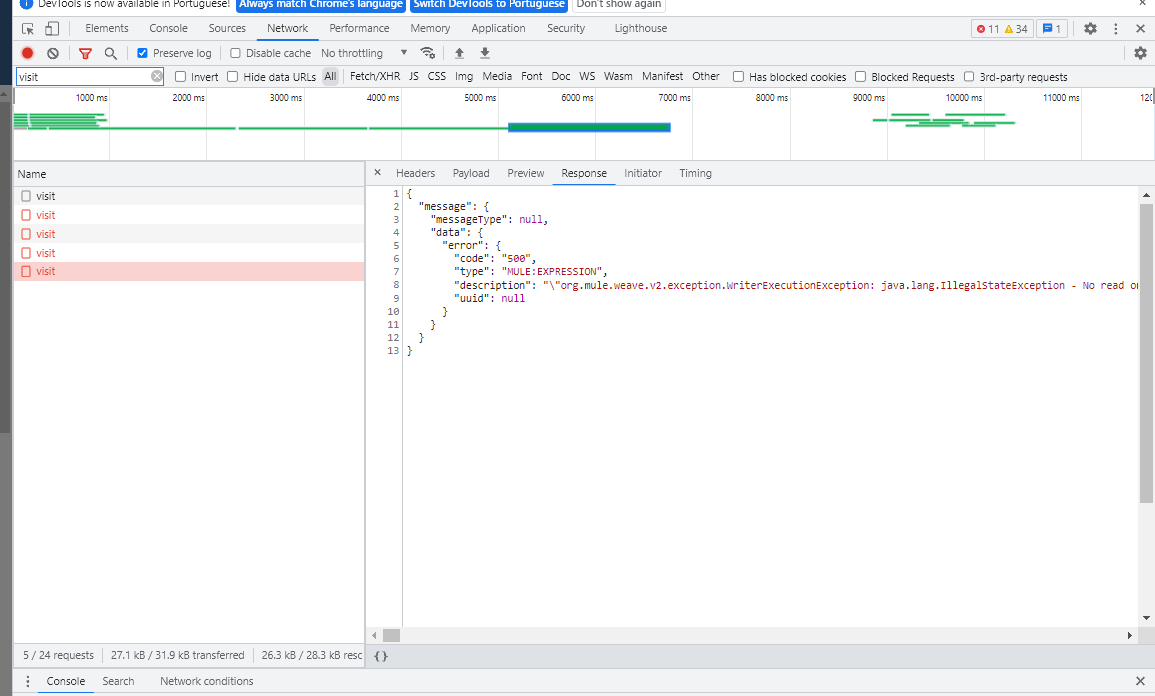 DevTools is now available in Portuguese! Always match Chrome's language Switch DevTools to Portuguese Don't show again
Elements Console Sources Network Performance Memory Application Security Lighthouse 11 34 1
Preserve log Disable cache No throttling
visit Invert Hide data URLs All Fetch/XHR JS CSS Img Media Font Doc WS Wasm Manifest Other Has blocked cookies Blocked Requests 3rd-party requests
1000 ms 2000 ms 3000 ms 4000 ms 5000 ms 6000 ms 7000 ms 8000 ms 9000 ms 10000 ms 11000 ms
Name
visit
visit
visit
visit
visit
Headers Payload Preview Response Initiator Timing
1 {
2 "message": {
3 "messageType": null,
4 "data": {
5 "error": {
6 "code": "500",
7 "type": "MULE:EXPRESSION",
8 "description": "\"org.mule.weave.v2.exception.WriterExecutionException: java.lang.IllegalStateException - No read
9 "uuid": null
10 }
11 }
12 }
13 }
5 / 24 requests 27.1 kB / 31.9 kB transferred 26.3 kB / 28.3 kB resc
{}
Console Search Network conditions